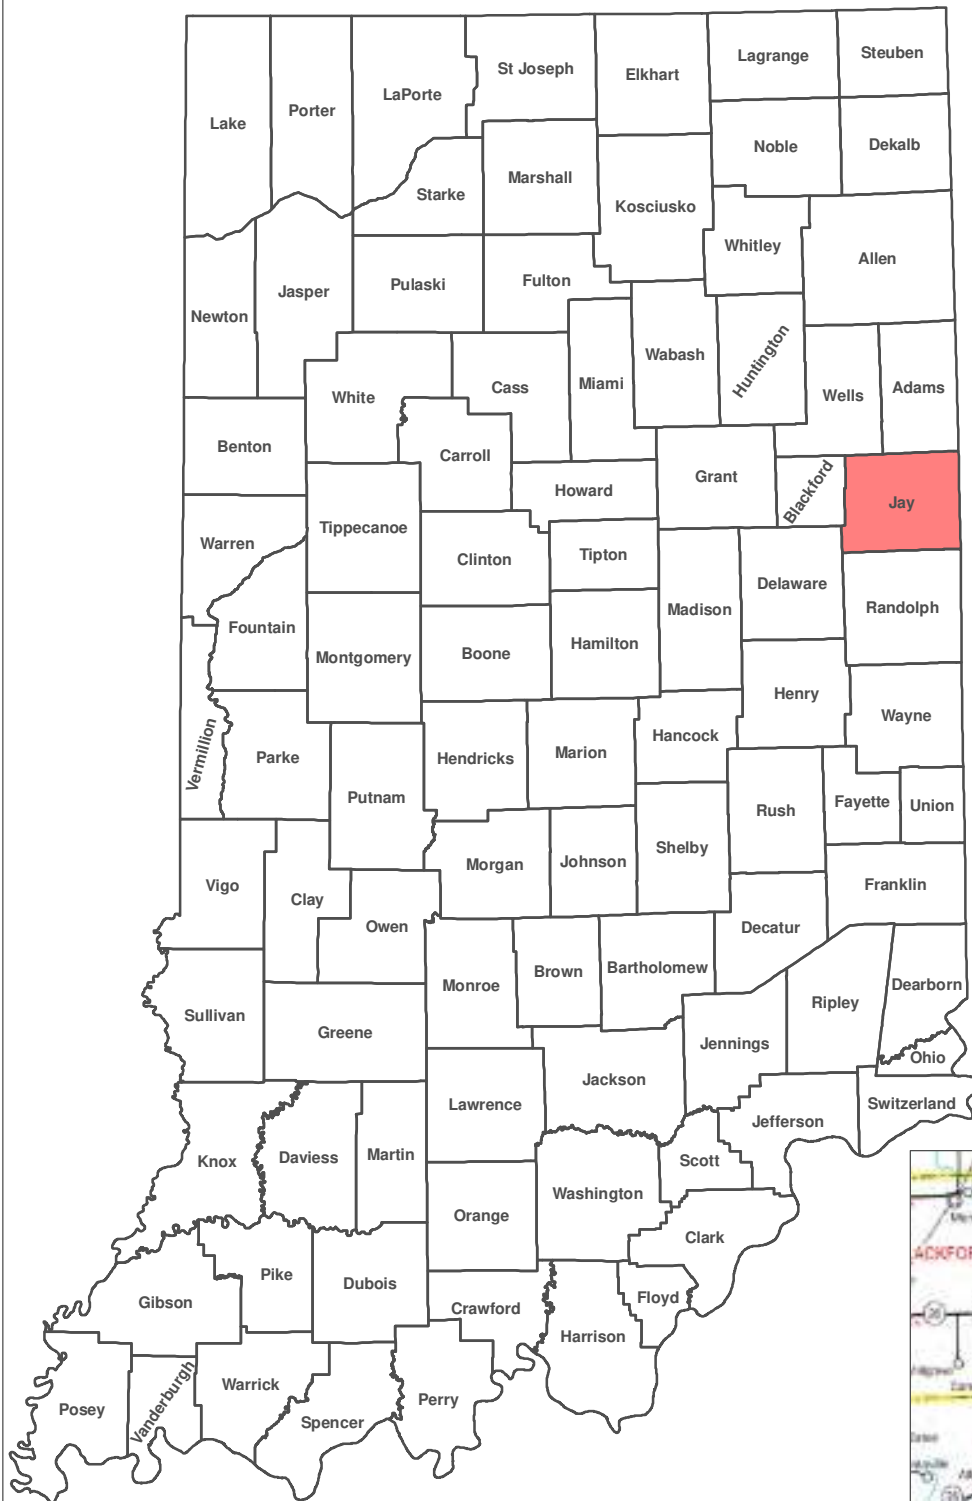 Lagrange
Steuben
St Joseph
Elkhart
LaPorte
Porter
Lake
Noble
Dekalb
Marshall
Starke
Kosciusko
Whitley
Allen
Fulton
Pulaski
Jasper
Newton
Wabash
Huntington
Miami
Cass
White
Wells
Adams
Benton
Carroll
Grant
Howard
Blackford
Jay
Tippecanoe
Warren
Clinton
Tipton
Delaware
Madison
Randolph
Fountain
Hamilton
Boone
Montgomery
Henry
Wayne
Hancock
Marion
Hendricks
Parke
Vermillion
Putnam
Fayette
Union
Rush
Shelby
Johnson
Morgan
Vigo
Clay
Franklin
Owen
Decatur
Bartholomew
Brown
Monroe
Dearborn
Ripley
Sullivan
Greene
Jennings
Ohio
Jackson
Lawrence
Switzerland
Jefferson
Martin
Daviess
Knox
Scott
Washington
Orange
Clark
Pike
Dubois
Gibson
Floyd
Crawford
Harrison
Warrick
Perry
Vanderburgh
Posey
Spencer
ACKFOR
26